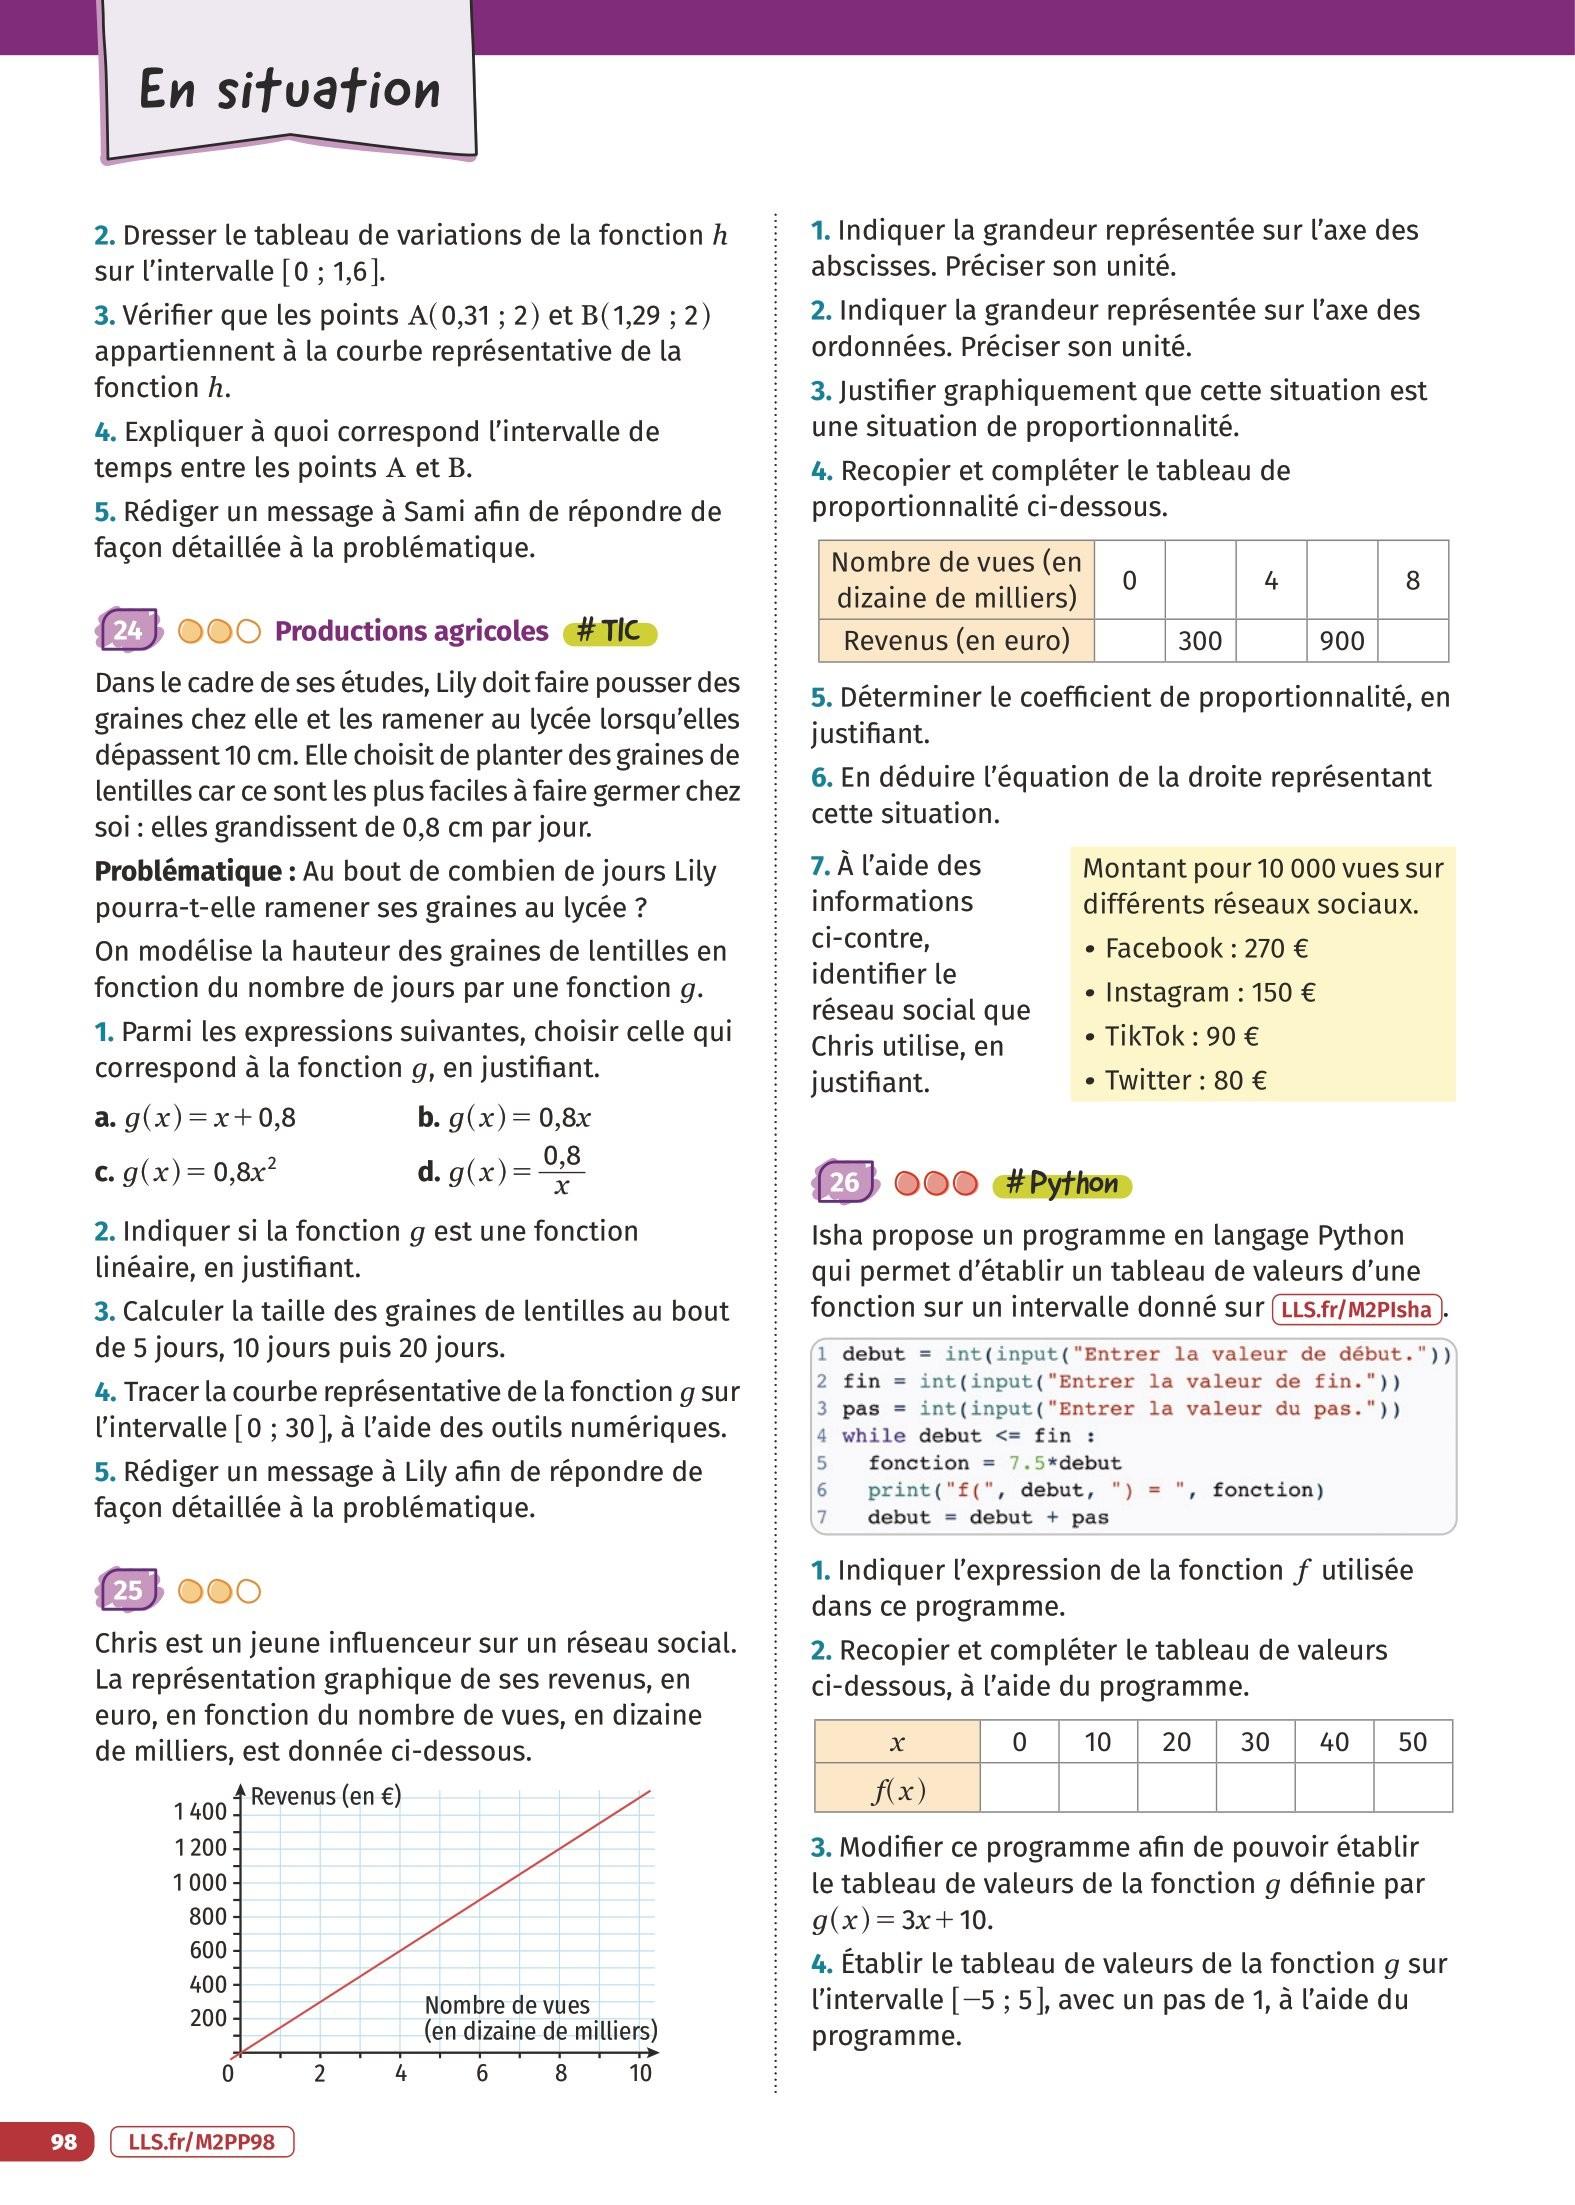 En situation
2. Dresser le tableau de variations de la fonction h
sur l'intervalle [0 ; 1,6].
3. Vérifier que les points A(0,31 ; 2) et B(1,29 ; 2)
appartiennent à la courbe représentative de la
fonction h.
4. Expliquer à quoi correspond l'intervalle de
temps entre les points A et B.
5. Rédiger un message à Sami afin de répondre de
façon détaillée à la problématique.
24 Productions agricoles # TIC
Dans le cadre de ses études, Lily doit faire pousser des
graines chez elle et les ramener au lycée lorsqu'elles
dépassent 10 cm. Elle choisit de planter des graines de
lentilles car ce sont les plus faciles à faire germer chez
soi : elles grandissent de 0,8 cm par jour.
Problématique : Au bout de combien de jours Lily
pourra-t-elle ramener ses graines au lycée ?
On modélise la hauteur des graines de lentilles en
fonction du nombre de jours par une fonction g.
1. Parmi les expressions suivantes, choisir celle qui
correspond à la fonction g, en justifiant.
a. g(x) = x + 0,8 b. g(x) = 0,8x
c. g(x) = 0,8x² d. g(x) = 0,8/x
2. Indiquer si la fonction g est une fonction
linéaire, en justifiant.
3. Calculer la taille des graines de lentilles au bout
de 5 jours, 10 jours puis 20 jours.
4. Tracer la courbe représentative de la fonction g sur
l'intervalle [0 ; 30], à l'aide des outils numériques.
5. Rédiger un message à Lily afin de répondre de
façon détaillée à la problématique.
25
Chris est un jeune influenceur sur un réseau social.
La représentation graphique de ses revenus, en
euro, en fonction du nombre de vues, en dizaine
de milliers, est donnée ci-dessous.
Revenus (en €)
1 400
1 200
1 000
800
600
400
200
Nombre de vues
(en dizaine de milliers)
0 2 4 6 8 10
1. Indiquer la grandeur représentée sur l'axe des
abscisses. Préciser son unité.
2. Indiquer la grandeur représentée sur l'axe des
ordonnées. Préciser son unité.
3. Justifier graphiquement que cette situation est
une situation de proportionnalité.
4. Recopier et compléter le tableau de
proportionnalité ci-dessous.
Nombre de vues (en
dizaine de milliers) 0 4 8
Revenus (en euro) 300 900
5. Déterminer le coefficient de proportionnalité, en
justifiant.
6. En déduire l'équation de la droite représentant
cette situation.
7. À l'aide des
informations
ci-contre,
identifier le
réseau social que
Chris utilise, en
justifiant.
Montant pour 10 000 vues sur
différents réseaux sociaux.
• Facebook : 270 €
• Instagram : 150 €
• TikTok : 90 €
• Twitter : 80 €
26 # Python
Isha propose un programme en langage Python
qui permet d'établir un tableau de valeurs d'une
fonction sur un intervalle donné sur LLS.fr/M2PIsha.
1 debut = int(input("Entrer la valeur de début."))
2 fin = int(input("Entrer la valeur de fin."))
3 pas = int(input("Entrer la valeur du pas."))
4 while debut <= fin :
5 fonction = 7.5*debut
6 print("f(", debut, ") = ", fonction)
7 debut = debut + pas
1. Indiquer l'expression de la fonction f utilisée
dans ce programme.
2. Recopier et compléter le tableau de valeurs
ci-dessous, à l'aide du programme.
x 0 10 20 30 40 50
f(x)
3. Modifier ce programme afin de pouvoir établir
le tableau de valeurs de la fonction g définie par
g(x) = 3x + 10.
4. Établir le tableau de valeurs de la fonction g sur
l'intervalle [−5 ; 5], avec un pas de 1, à l'aide du
programme.
98 LLS.fr/M2PP98